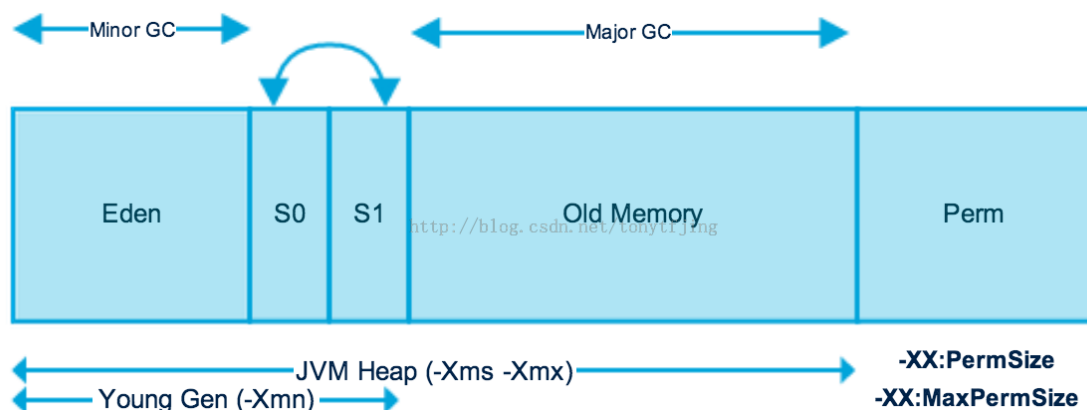 Minor GC
Major GC
Eden
S0
S1
Old Memory
Perm
http://blog.csdn.net/tonytfjing
JVM Heap (-Xms -Xmx)
-XX:PermSize
Young Gen (-Xmn)
-XX:MaxPermSize